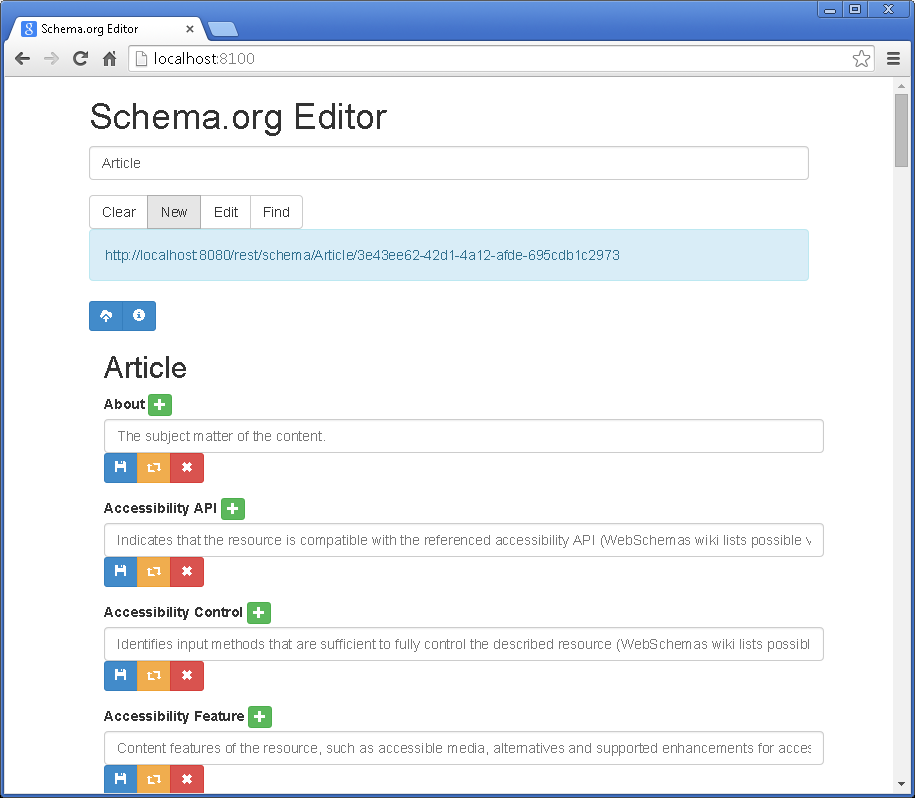 Schema.org Editor
localhost:8100
Schema.org Editor
Article
Clear New Edit Find
http://localhost:8080/rest/schema/Article/3e43ee62-42d1-4a12-afde-695cdb1c2973
Article
About
The subject matter of the content.
Accessibility API
Indicates that the resource is compatible with the referenced accessibility API (WebSchemas wiki lists possible
Accessibility Control
Identifies input methods that are sufficient to fully control the described resource (WebSchemas wiki lists possibl
Accessibility Feature
Content features of the resource, such as accessible media, alternatives and supported enhancements for acces